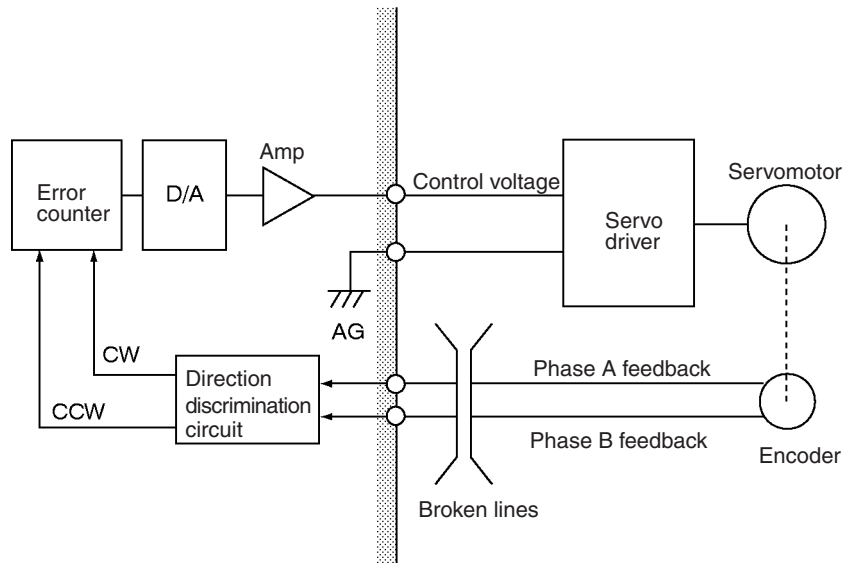 Amp
Servomotor
Error
counter
D/A
Control voltage
Servo
driver
AG
CW
Direction
discrimination
circuit
CCW
Phase A feedback
Phase B feedback
Encoder
Broken lines